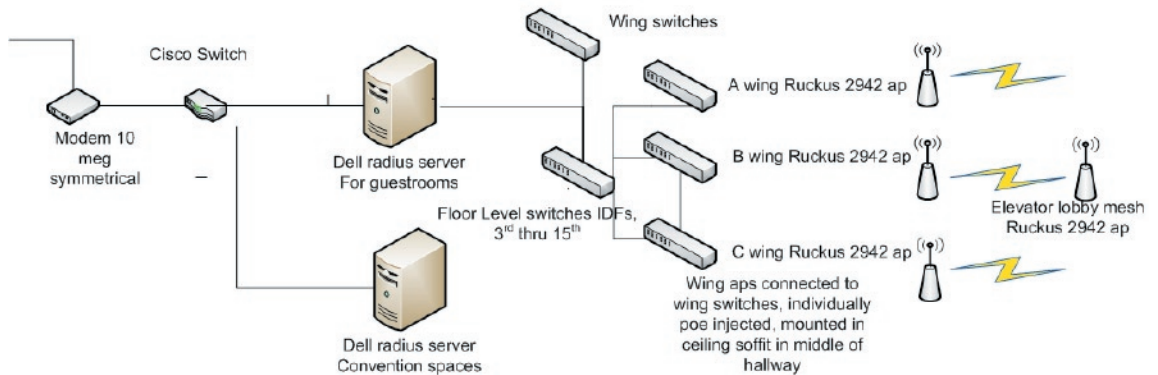 Wing switches
Cisco Switch
A wing Ruckus 2942 ap
Modem 10
meg
symmetrical
Dell radius server
For guestrooms
B wing Ruckus 2942 ap
Floor Level switches IDFs,
3rd thru 15th
Elevator lobby mesh
Ruckus 2942 ap
C wing Ruckus 2942 ap
Wing aps connected to
wing switches, individually
poe injected, mounted in
ceiling soffit in middle of
hallway
Dell radius server
Convention spaces